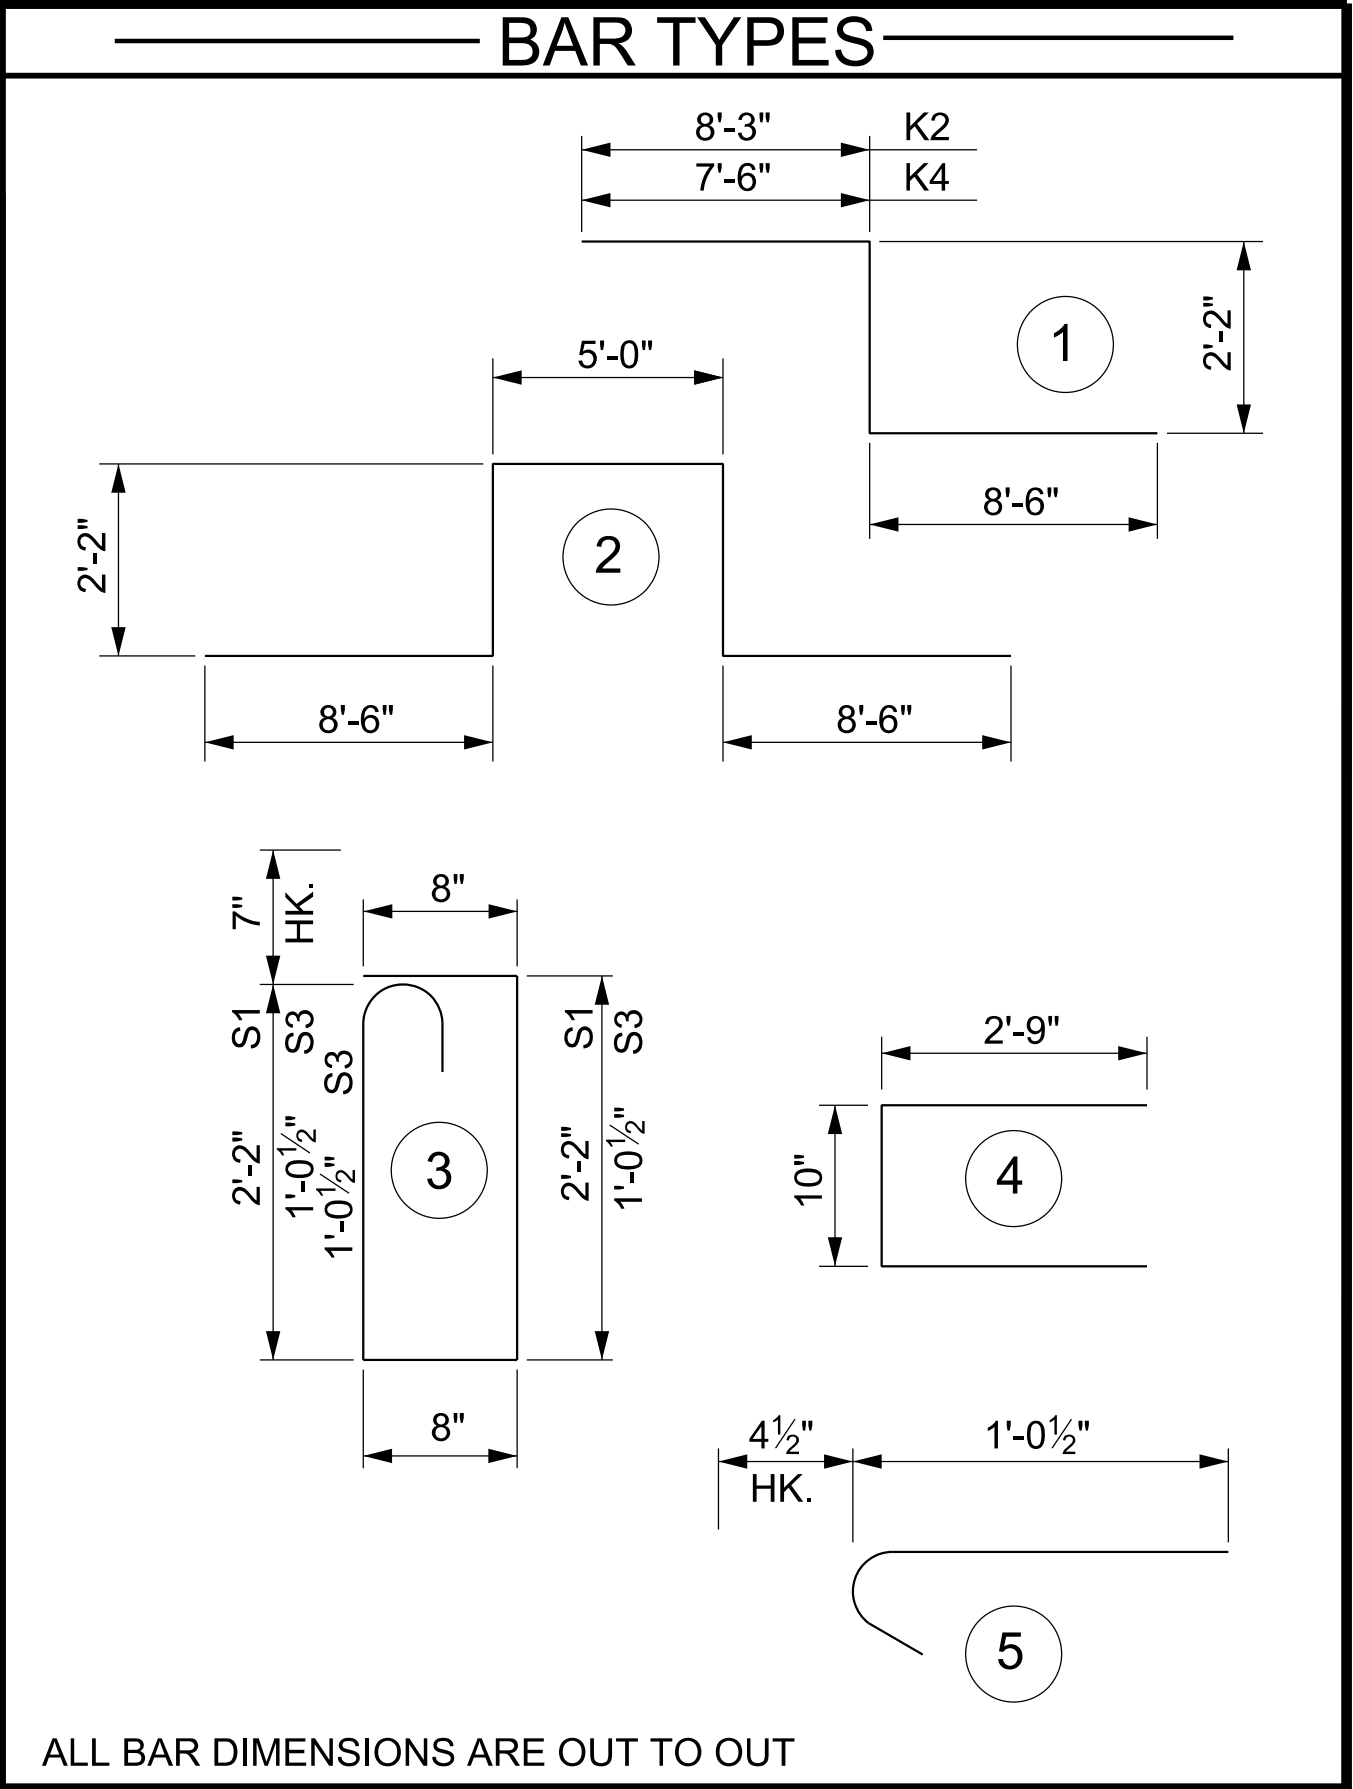 BAR TYPES
8'-3" K2
7'-6" K4
2'-2"
1
8'-6"
5'-0"
2'-2"
2
8'-6" 8'-6"
7"
HK.
8"
S1
S3
S3
2'-2"
1'-0½"
1'-0½"
3
S1
S3
2'-2"
1'-0½"
8"
2'-9"
10"
4
4½"
HK.
1'-0½"
5
ALL BAR DIMENSIONS ARE OUT TO OUT